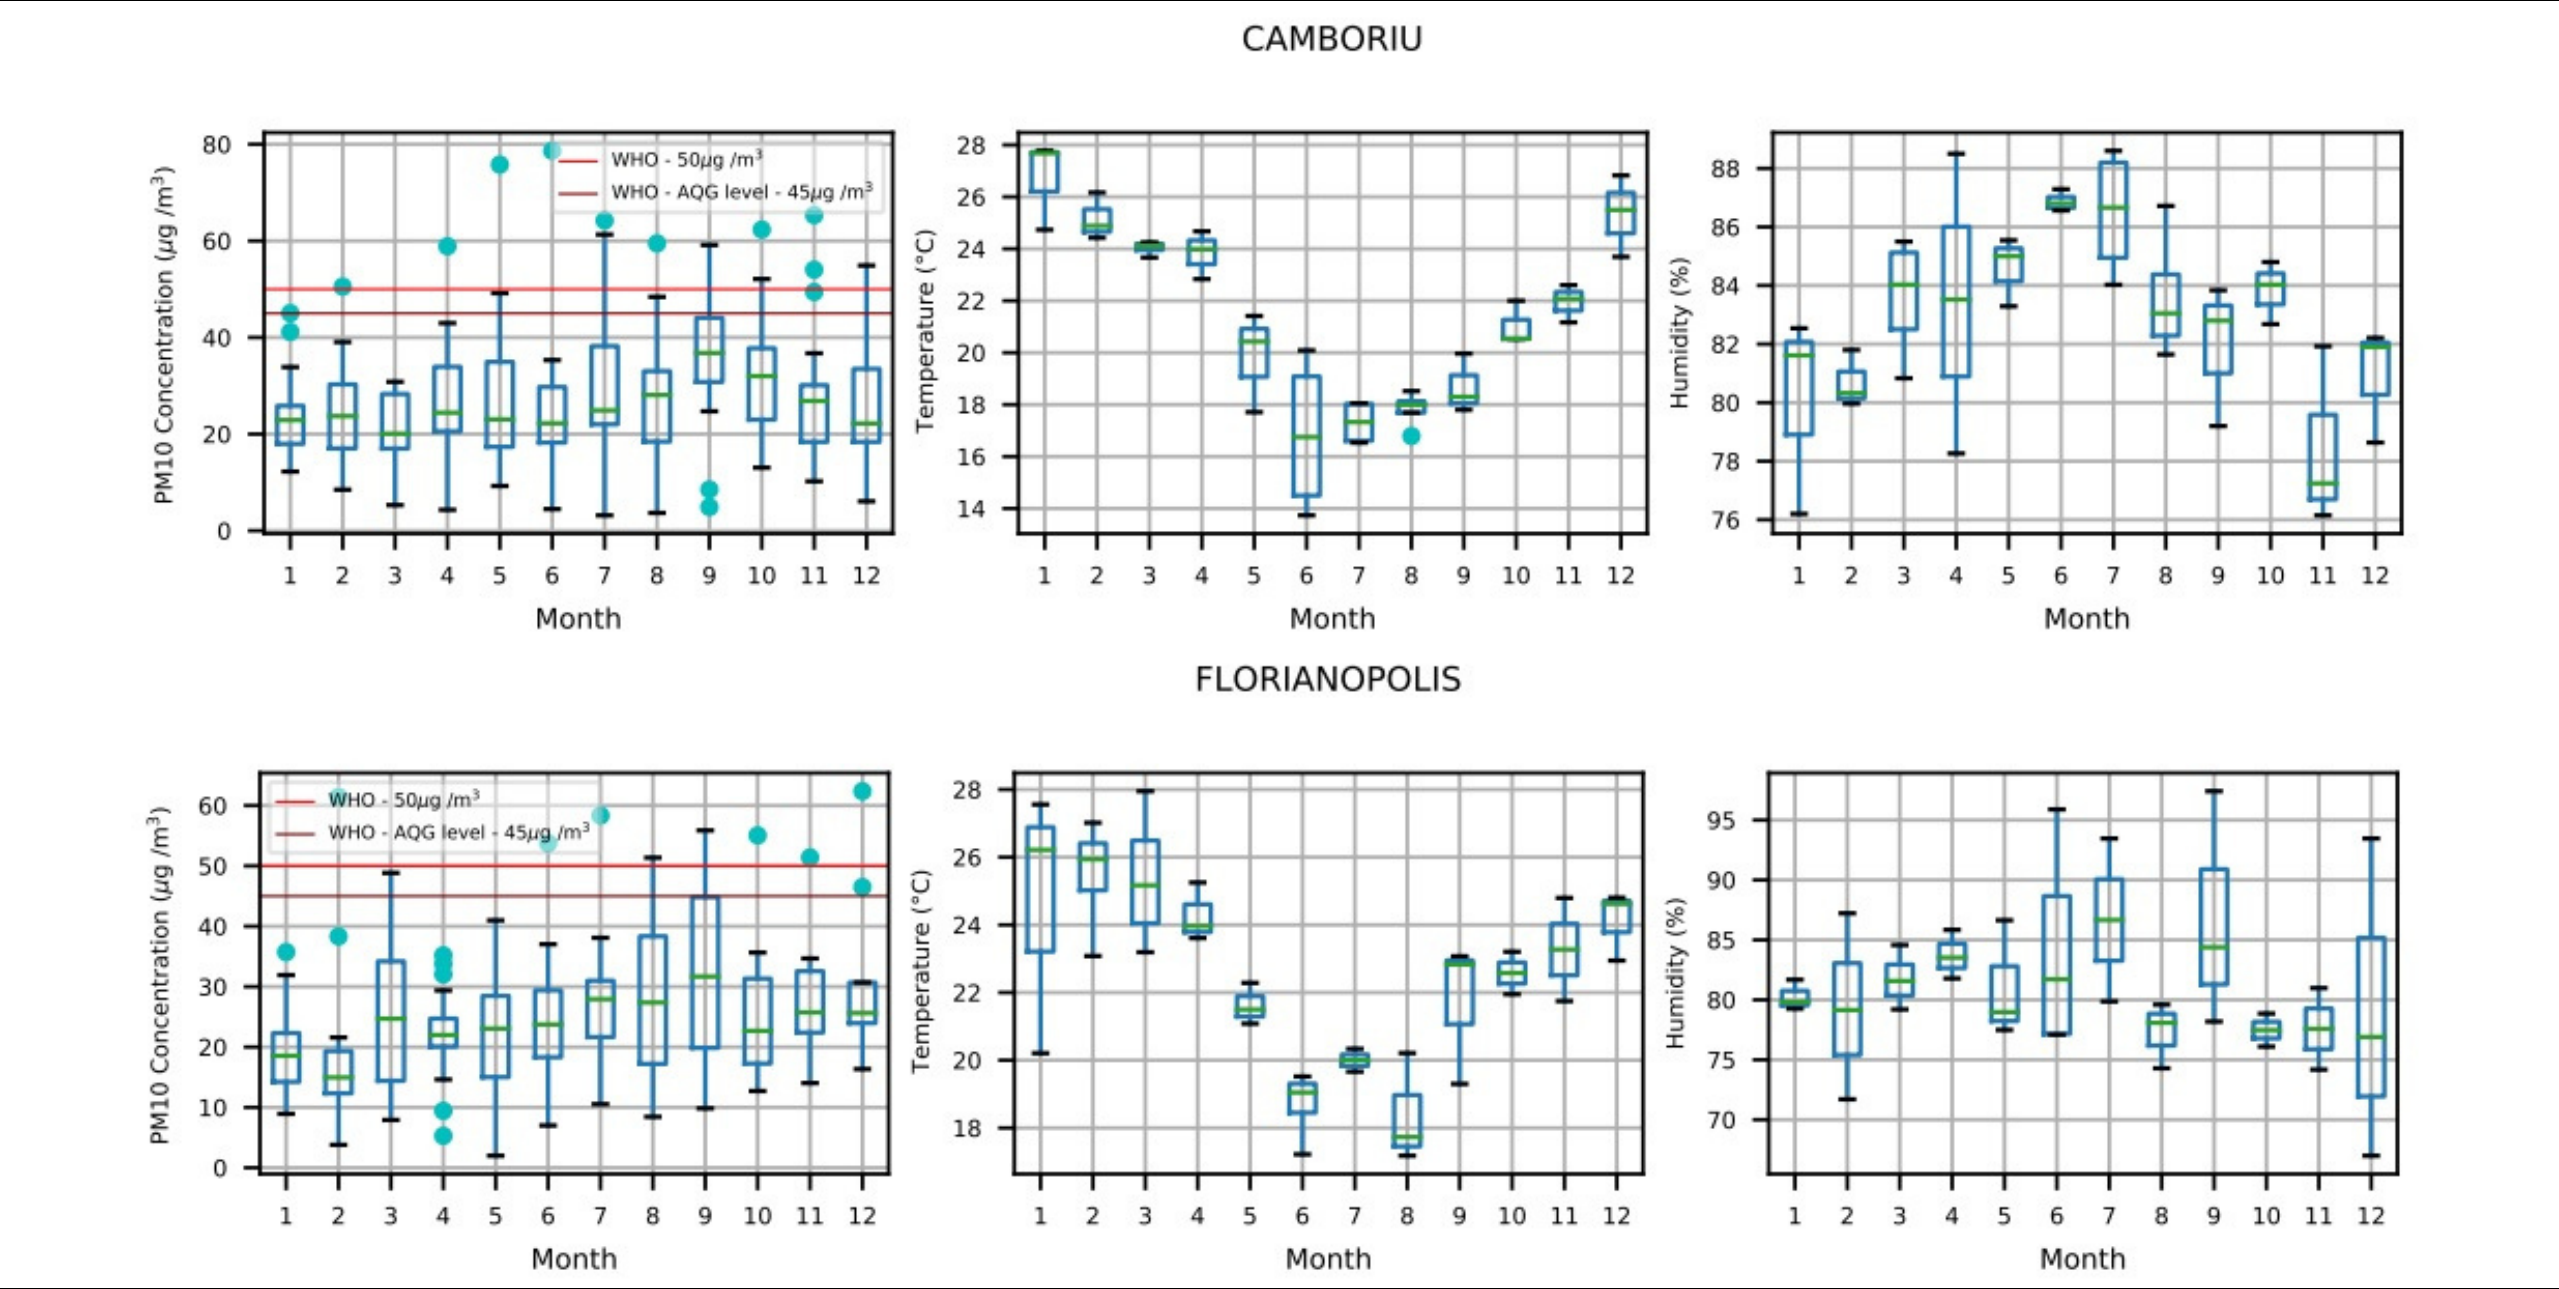 CAMBORIU
80
60
40
20
0
PM10 Concentration (µg /m³)
WHO - 50µg /m³
WHO - AQG level - 45µg /m³
1 2 3 4 5 6 7 8 9 10 11 12
Month
28
26
24
22
20
18
16
14
Temperature (°C)
1 2 3 4 5 6 7 8 9 10 11 12
Month
88
86
84
82
80
78
76
Humidity (%)
1 2 3 4 5 6 7 8 9 10 11 12
Month
FLORIANOPOLIS
60
50
40
30
20
10
0
PM10 Concentration (µg /m³)
WHO - 50µg /m³
WHO - AQG level - 45µg /m³
1 2 3 4 5 6 7 8 9 10 11 12
Month
28
26
24
22
20
18
Temperature (°C)
1 2 3 4 5 6 7 8 9 10 11 12
Month
95
90
85
80
75
70
Humidity (%)
1 2 3 4 5 6 7 8 9 10 11 12
Month